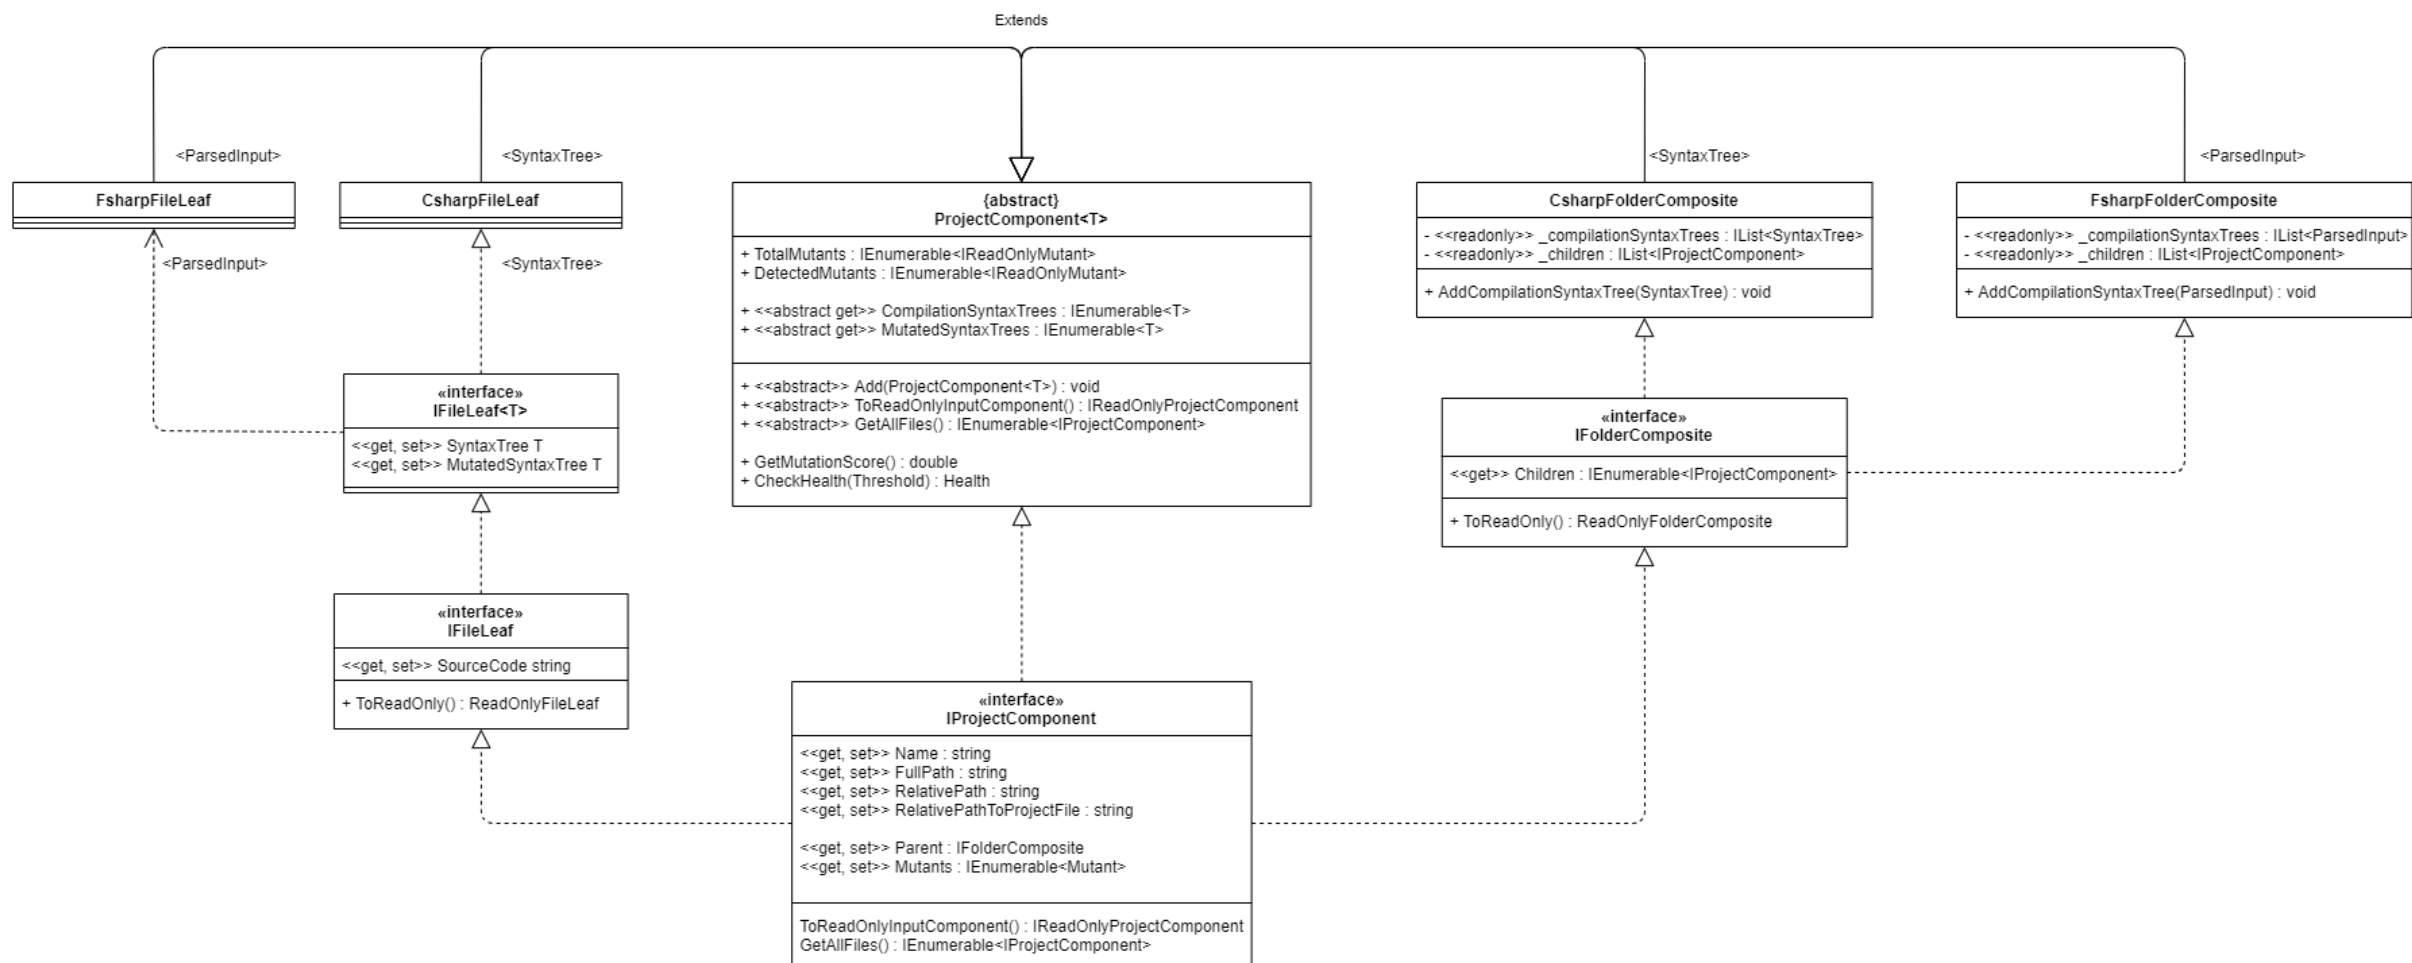 Extends
<ParsedInput>
<SyntaxTree>
<SyntaxTree>
<ParsedInput>
FsharpFileLeaf
CsharpFileLeaf
{abstract}
ProjectComponent<T>
+ TotalMutants : IEnumerable<IReadOnlyMutant>
+ DetectedMutants : IEnumerable<IReadOnlyMutant>
+ <<abstract get>> CompilationSyntaxTrees : IEnumerable<T>
+ <<abstract get>> MutatedSyntaxTrees : IEnumerable<T>
+ <<abstract>> Add(ProjectComponent<T>) : void
+ <<abstract>> ToReadOnlyInputComponent() : IReadOnlyProjectComponent
+ <<abstract>> GetAllFiles() : IEnumerable<IProjectComponent>
+ GetMutationScore() : double
+ CheckHealth(Threshold) : Health
CsharpFolderComposite
- <<readonly>> _compilationSyntaxTrees : IList<SyntaxTree>
- <<readonly>> _children : IList<IProjectComponent>
+ AddCompilationSyntaxTree(SyntaxTree) : void
FsharpFolderComposite
- <<readonly>> _compilationSyntaxTrees : IList<ParsedInput>
- <<readonly>> _children : IList<IProjectComponent>
+ AddCompilationSyntaxTree(ParsedInput) : void
<ParsedInput>
<SyntaxTree>
«interface»
IFileLeaf<T>
<<get, set>> SyntaxTree T
<<get, set>> MutatedSyntaxTree T
«interface»
IFolderComposite
<<get>> Children : IEnumerable<IProjectComponent>
+ ToReadOnly() : ReadOnlyFolderComposite
«interface»
IFileLeaf
<<get, set>> SourceCode string
+ ToReadOnly() : ReadOnlyFileLeaf
«interface»
IProjectComponent
<<get, set>> Name : string
<<get, set>> FullPath : string
<<get, set>> RelativePath : string
<<get, set>> RelativePathToProjectFile : string
<<get, set>> Parent : IFolderComposite
<<get, set>> Mutants : IEnumerable<Mutant>
ToReadOnlyInputComponent() : IReadOnlyProjectComponent
GetAllFiles() : IEnumerable<IProjectComponent>